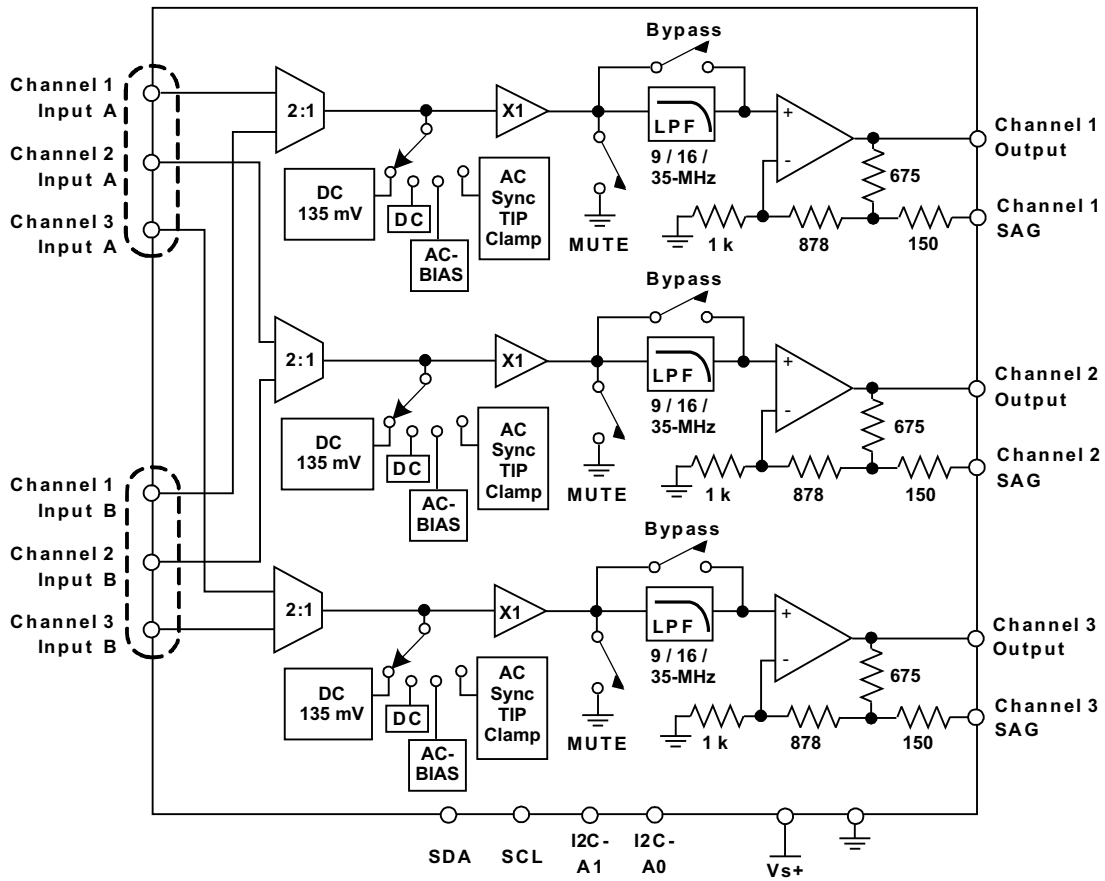 Bypass
Channel 1
Input A
2:1
X1
LPF
+
-
Channel 1
Output
Channel 2
Input A
DC
135 mV
DC
AC-
BIAS
AC
Sync
TIP
Clamp
9 / 16 /
35-MHz
675
Channel 3
Input A
MUTE
1 k
878
150
Channel 1
SAG
Bypass
2:1
X1
LPF
+
-
Channel 2
Output
DC
135 mV
DC
AC-
BIAS
AC
Sync
TIP
Clamp
9 / 16 /
35-MHz
675
MUTE
1 k
878
150
Channel 2
SAG
Channel 1
Input B
Bypass
Channel 2
Input B
2:1
X1
LPF
+
-
Channel 3
Output
Channel 3
Input B
DC
135 mV
DC
AC-
BIAS
AC
Sync
TIP
Clamp
9 / 16 /
35-MHz
675
MUTE
1 k
878
150
Channel 3
SAG
SDA
SCL
I2C-
A1
I2C-
A0
Vs+